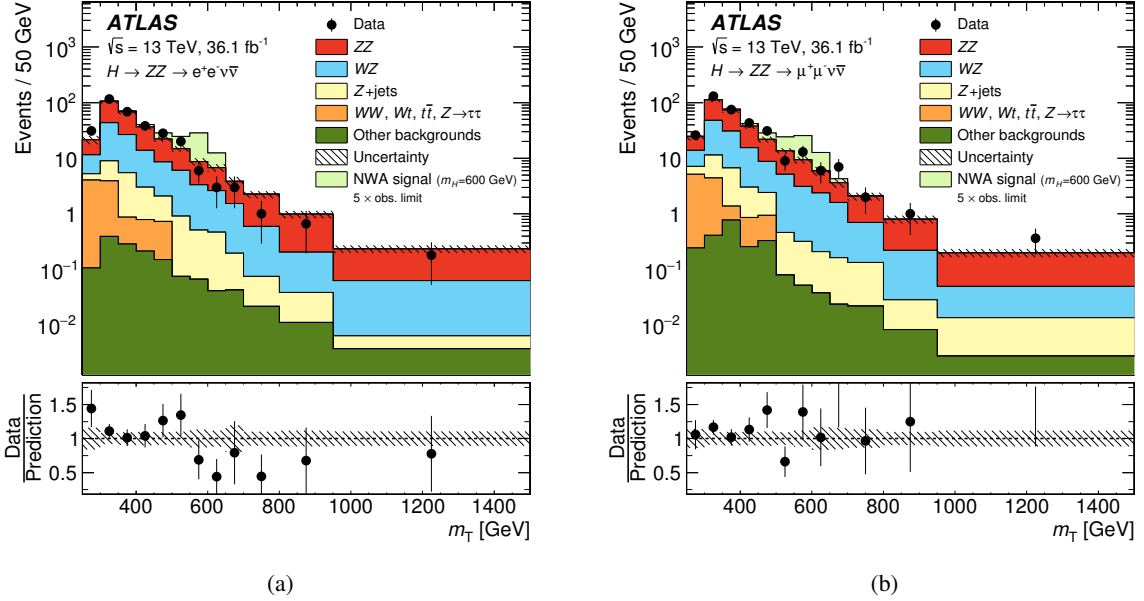 ATLAS
√s = 13 TeV, 36.1 fb⁻¹
H → ZZ → e⁺e⁻νν̄
Data
ZZ
WZ
Z+jets
WW, Wt, tt̄, Z→ττ
Other backgrounds
Uncertainty
NWA signal (m_H=600 GeV)
5 × obs. limit
Events / 50 GeV
10³
10²
10
1
10⁻¹
10⁻²
Data
Prediction
1.5
1
0.5
400 600 800 1000 1200 1400
m_T [GeV]
(a)
ATLAS
√s = 13 TeV, 36.1 fb⁻¹
H → ZZ → μ⁺μ⁻νν̄
Data
ZZ
WZ
Z+jets
WW, Wt, tt̄, Z→ττ
Other backgrounds
Uncertainty
NWA signal (m_H=600 GeV)
5 × obs. limit
Events / 50 GeV
10³
10²
10
1
10⁻¹
10⁻²
Data
Prediction
1.5
1
0.5
400 600 800 1000 1200 1400
m_T [GeV]
(b)